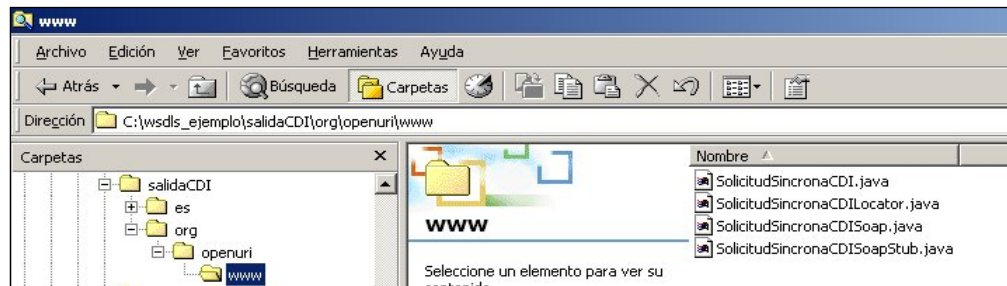 www
Archivo Edición Ver Favoritos Herramientas Ayuda
Atrás Búsqueda Carpetas
Dirección C:\wsdls_ejemplo\salidaCDI\org\openuri\www
Carpetas
salidaCDI
es
org
openuri
www
www
Seleccione un elemento para ver su
Nombre
SolicitudSincronaCDI.java
SolicitudSincronaCDILocator.java
SolicitudSincronaCDISoap.java
SolicitudSincronaCDISoapStub.java